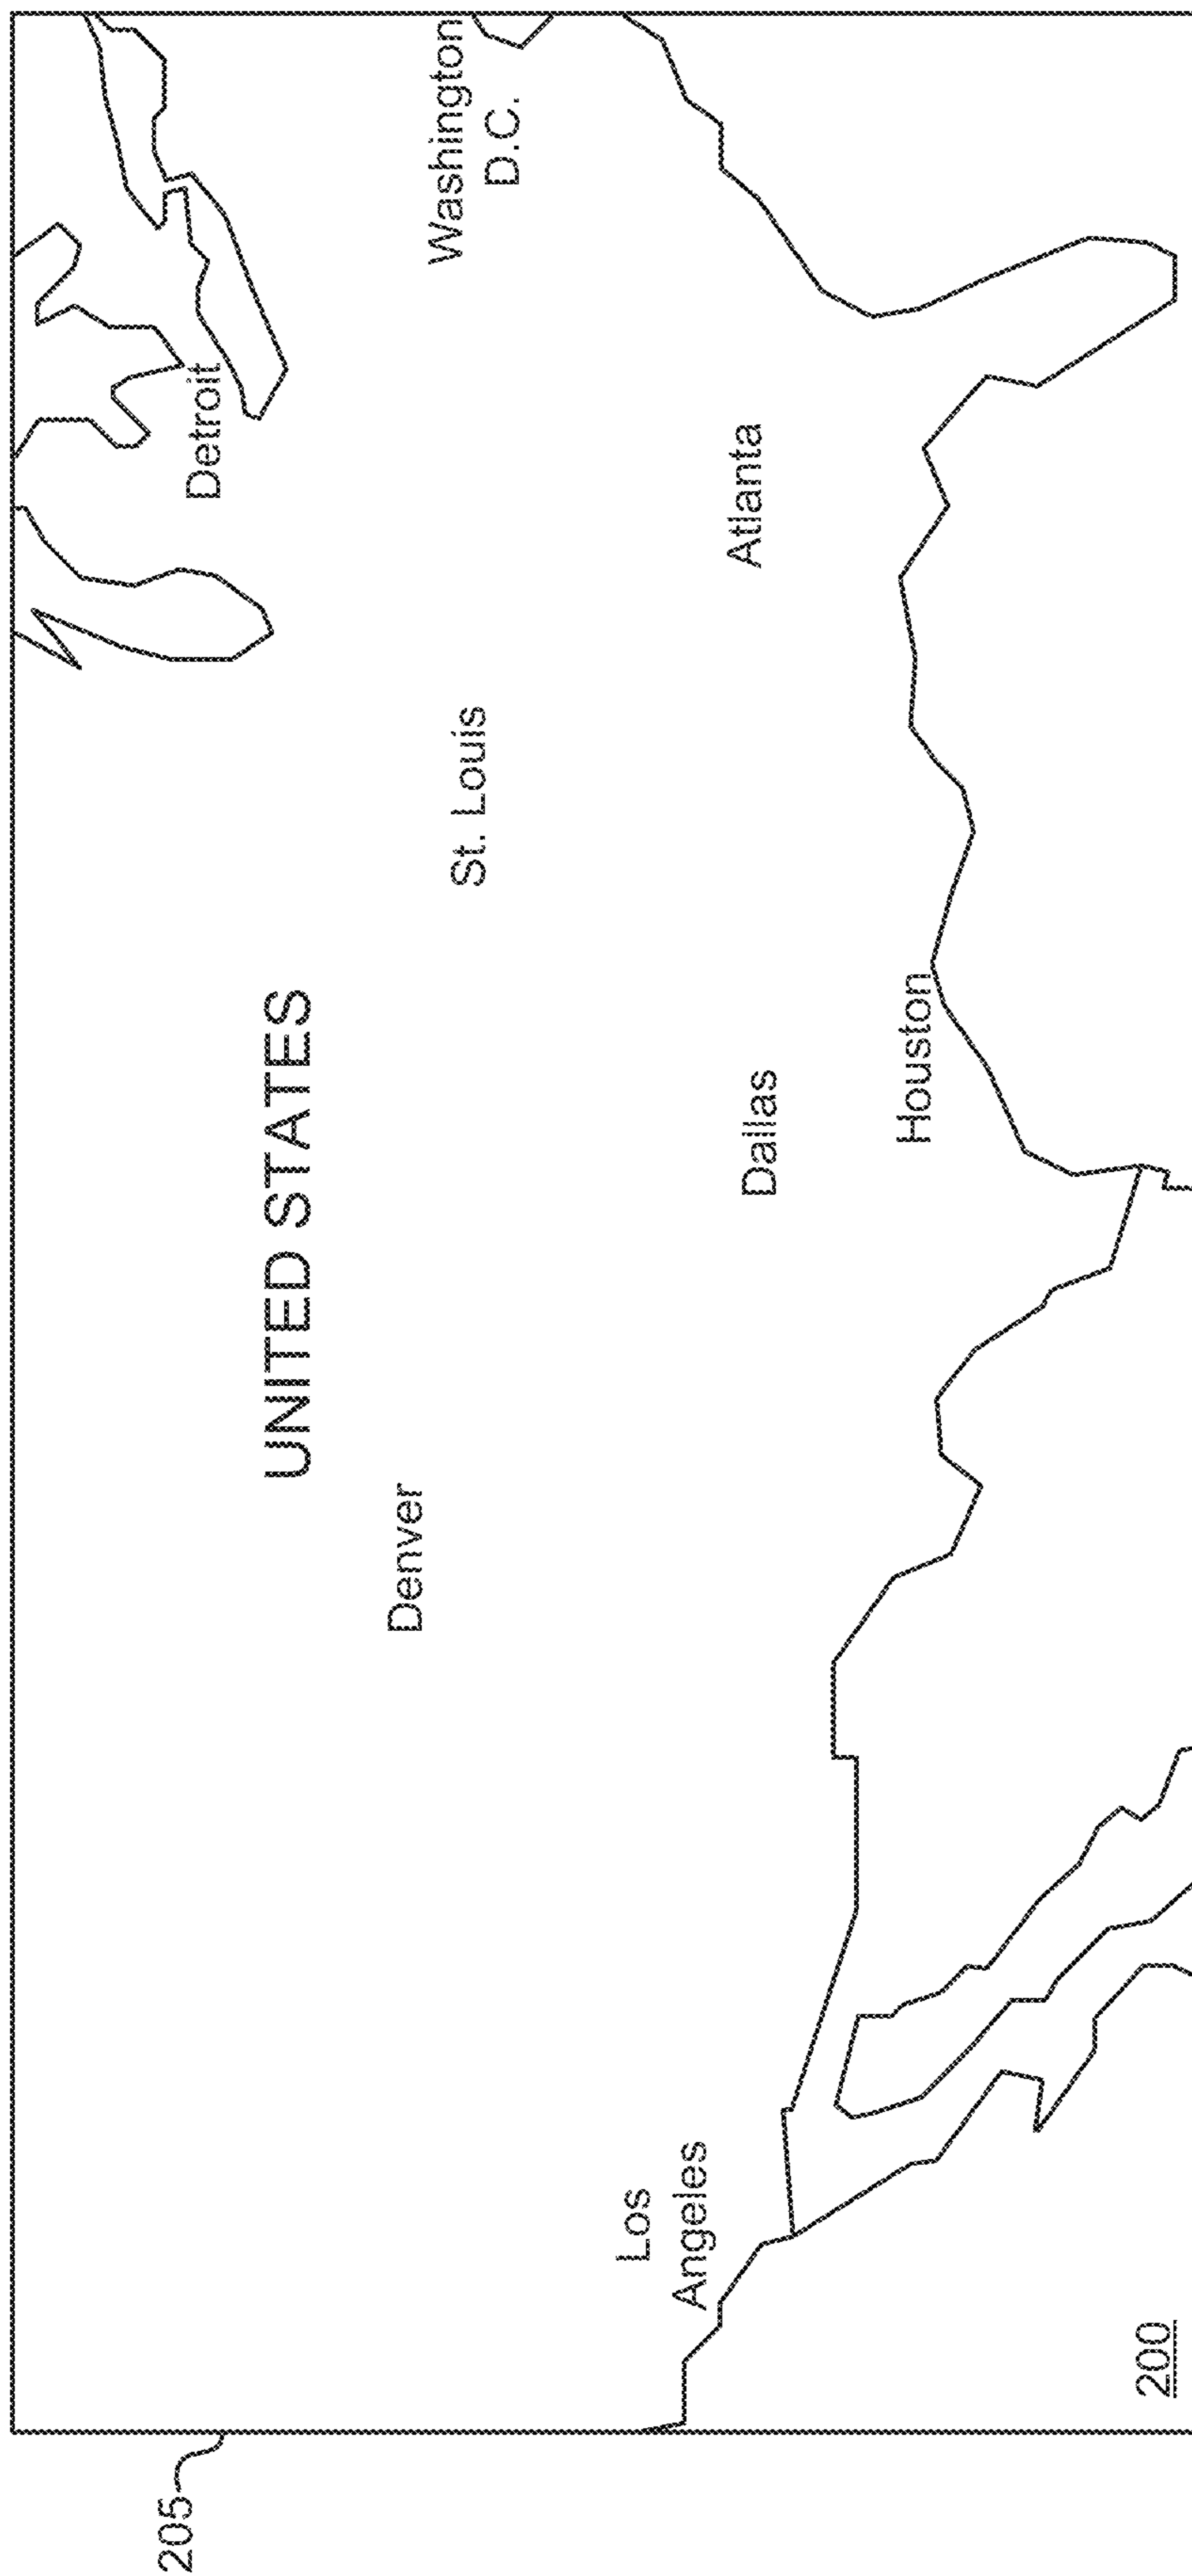 205
UNITED STATES
Detroit
Denver
St. Louis
Washington
D.C.
Los
Angeles
Dallas
Atlanta
Houston
200